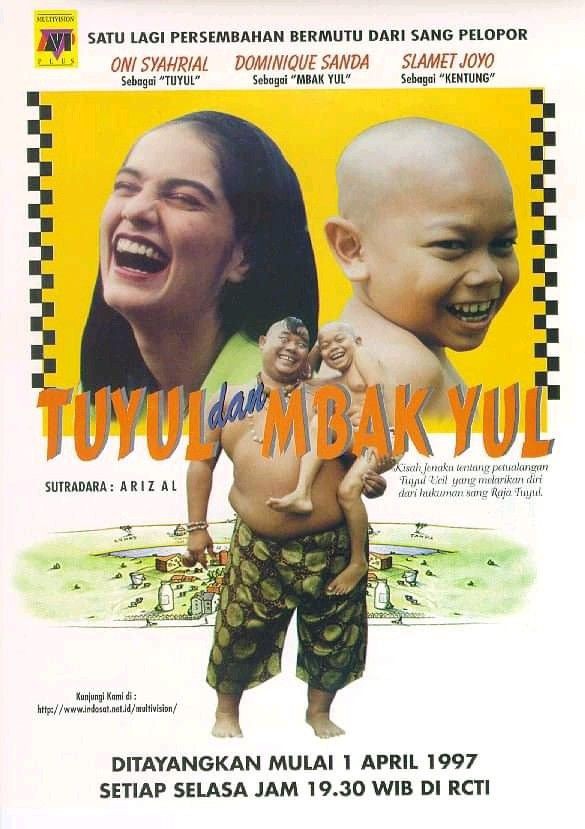 MULTIVISION
PLUS
SATU LAGI PERSEMBAHAN BERMUTU DARI SANG PELOPOR
ONI SYAHRIAL DOMINIQUE SANDA SLAMET JOYO
Sebagai "TUYUL" Sebagai "MBAK YUL" Sebagai "KENTUNG"
TUYUL dan MBAK YUL
SUTRADARA : ARIZAL
Kisah Jenaka tentang petualangan
Tuyul Ucil yang melarikan diri
dari hukuman sang Raja Tuyul.
Kunjungi Kami di :
http://www.indosat.net.id/multivision/
DITAYANGKAN MULAI 1 APRIL 1997
SETIAP SELASA JAM 19.30 WIB DI RCTI